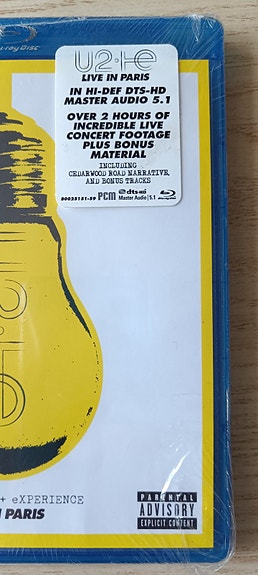 u-ray Disc
U2·ie
LIVE IN PARIS
IN HI-DEF DTS-HD
MASTER AUDIO 5.1
OVER 2 HOURS OF
INCREDIBLE LIVE
CONCERT FOOTAGE
PLUS BONUS
MATERIAL
INCLUDING
CEDARWOOD ROAD NARRATIVE,
AND BONUS TRACKS
PCM dts-HD Master Audio | 5.1
+ eXPERIENCE
PARIS
PARENTAL
ADVISORY
EXPLICIT CONTENT